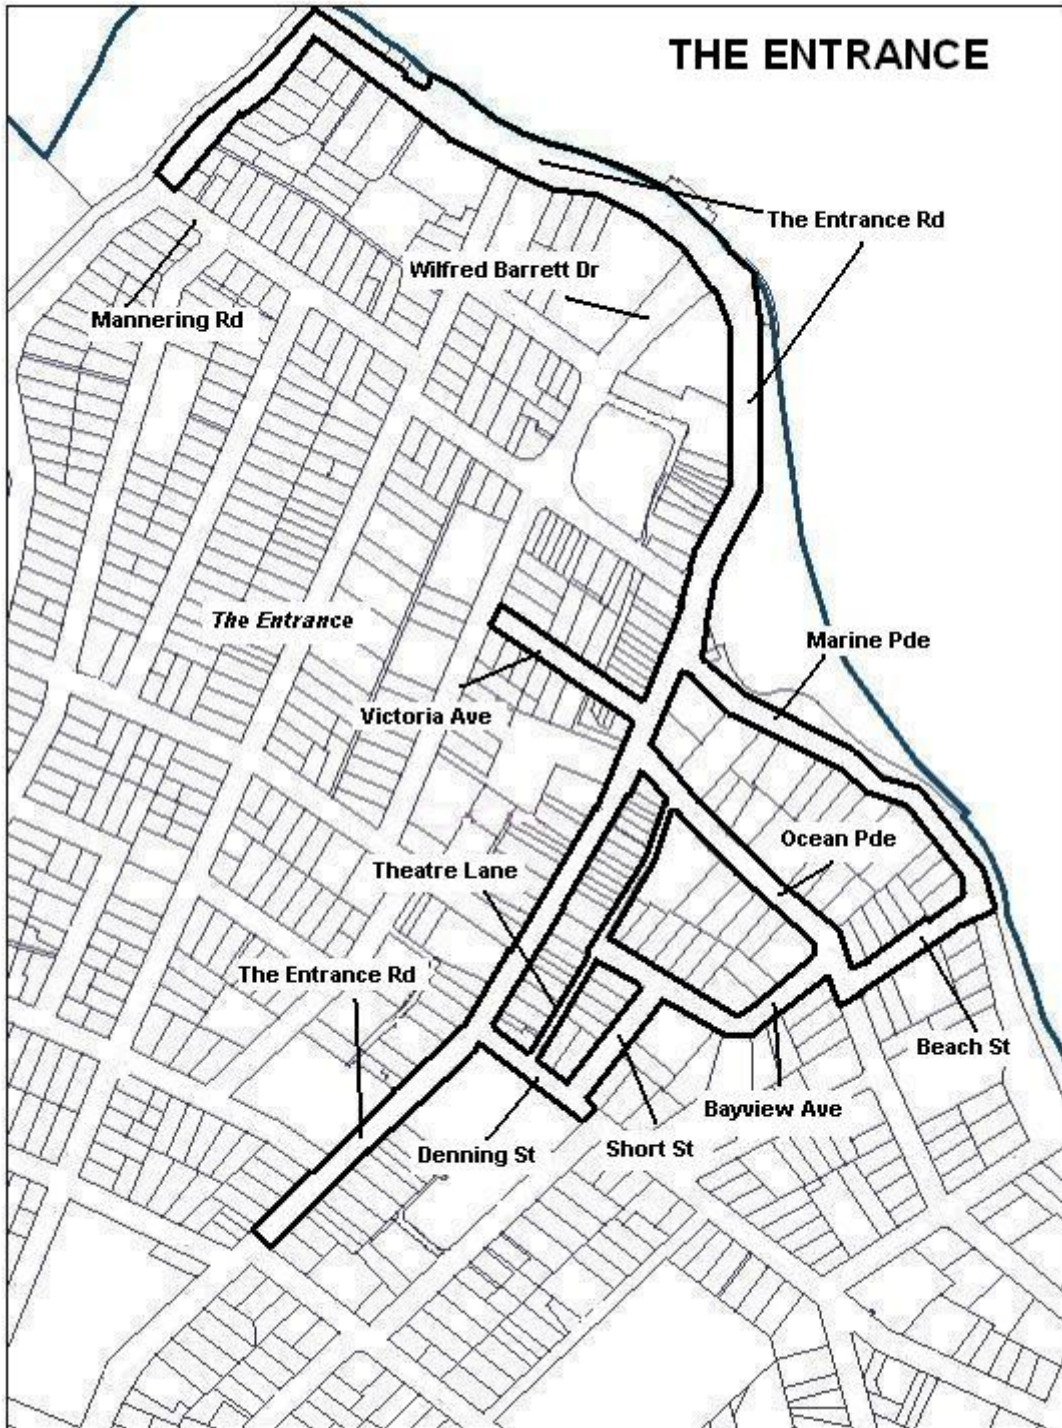 THE ENTRANCE
The Entrance Rd
Wilfred Barrett Dr
Mannering Rd
The Entrance
Marine Pde
Victoria Ave
Ocean Pde
Theatre Lane
The Entrance Rd
Beach St
Bayview Ave
Short St
Denning St